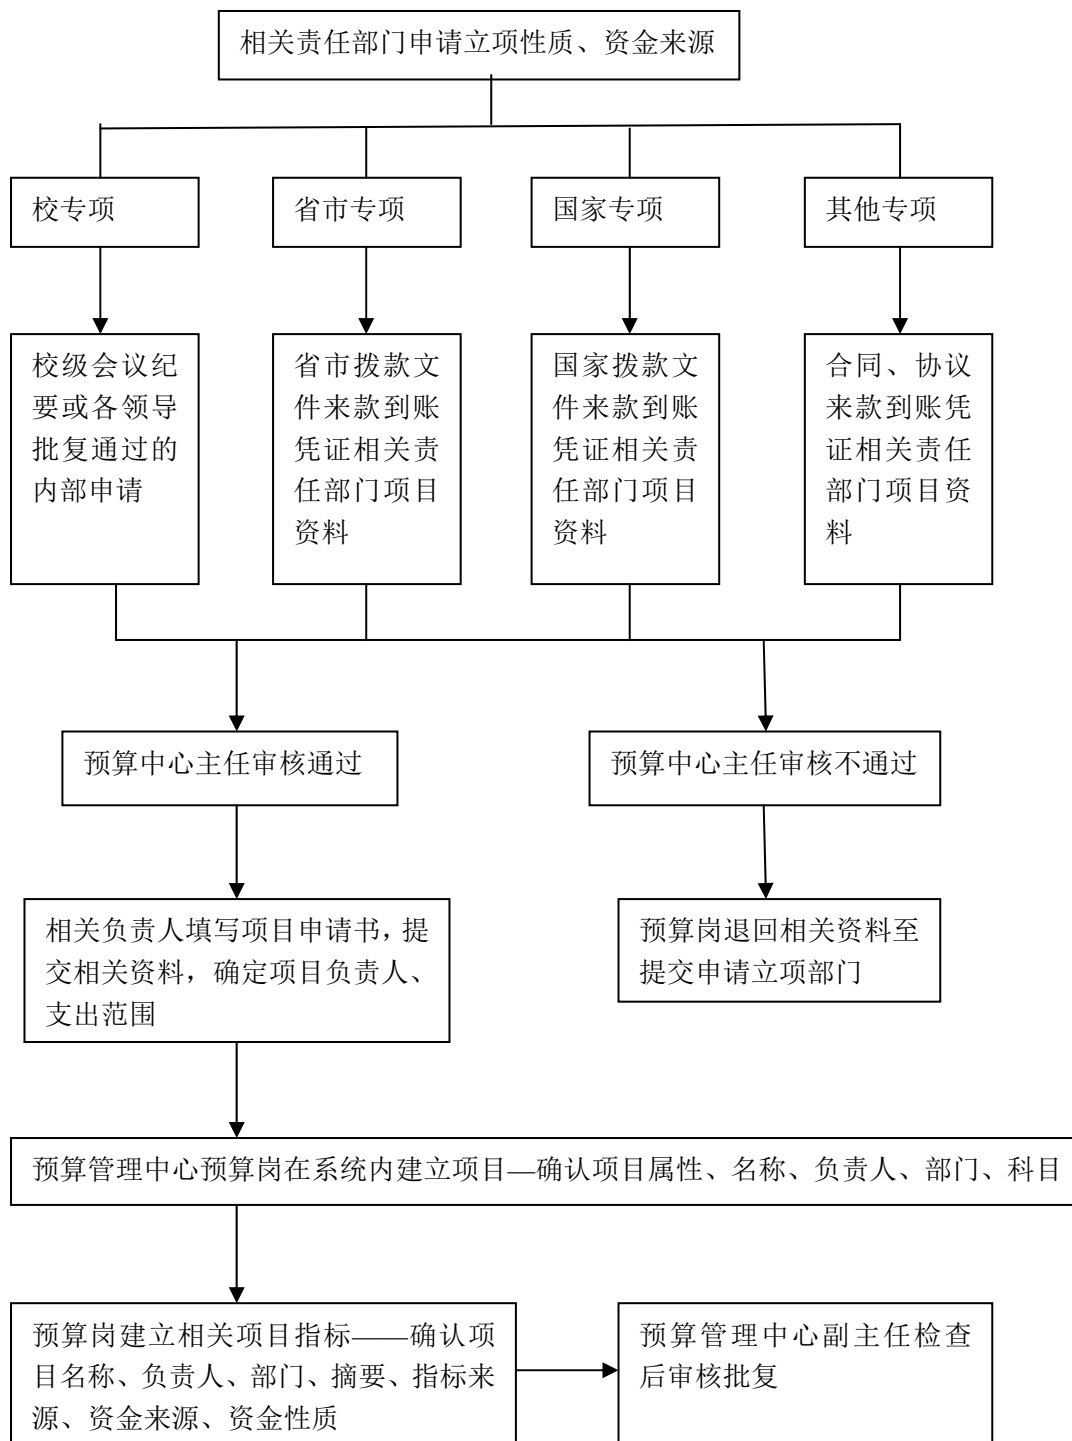 相关责任部门申请立项性质、资金来源
校专项
省市专项
国家专项
其他专项
校级会议纪
要或各领导
批复通过的
内部申请
省市拨款文
件来款到账
凭证相关责
任部门项目
资料
国家拨款文
件来款到账
凭证相关责
任部门项目
资料
合同、协议
来款到账凭
证相关责任
部门项目资
料
预算中心主任审核通过
预算中心主任审核不通过
相关负责人填写项目申请书，提
交相关资料，确定项目负责人、
支出范围
预算岗退回相关资料至
提交申请立项部门
预算管理中心预算岗在系统内建立项目—确认项目属性、名称、负责人、部门、科目
预算岗建立相关项目指标——确认项
目名称、负责人、部门、摘要、指标来
源、资金来源、资金性质
预算管理中心副主任检查
后审核批复